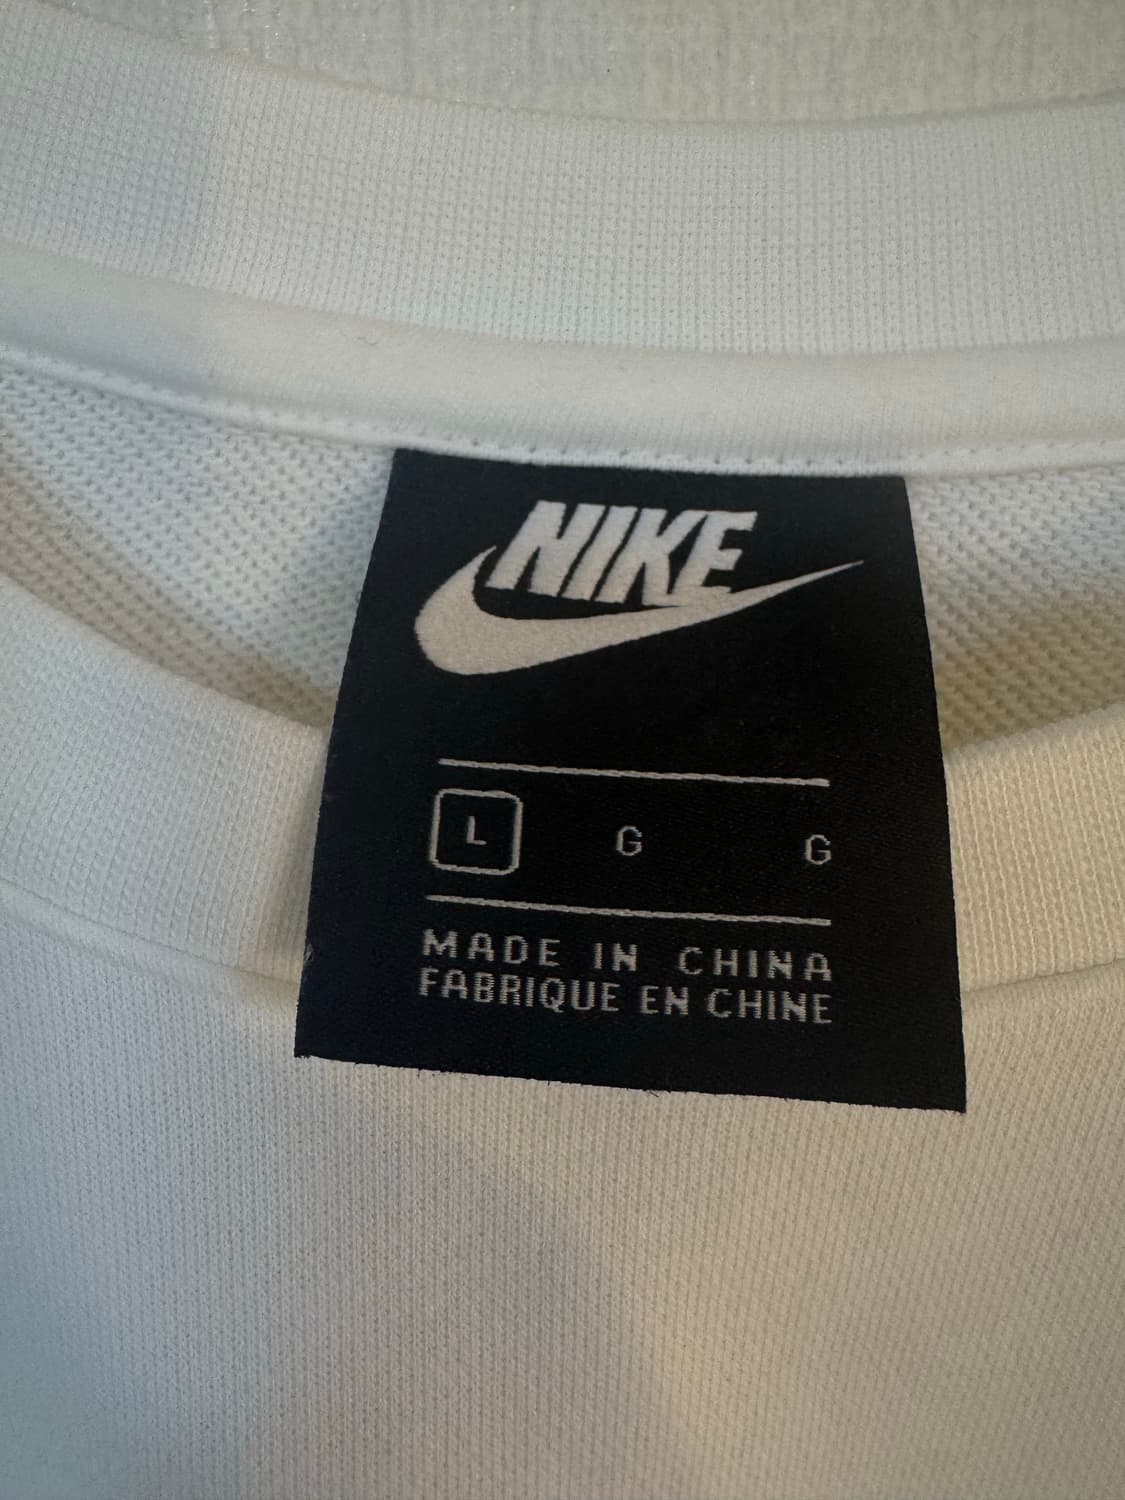 NIKE
L G G
MADE IN CHINA
FABRIQUE EN CHINE